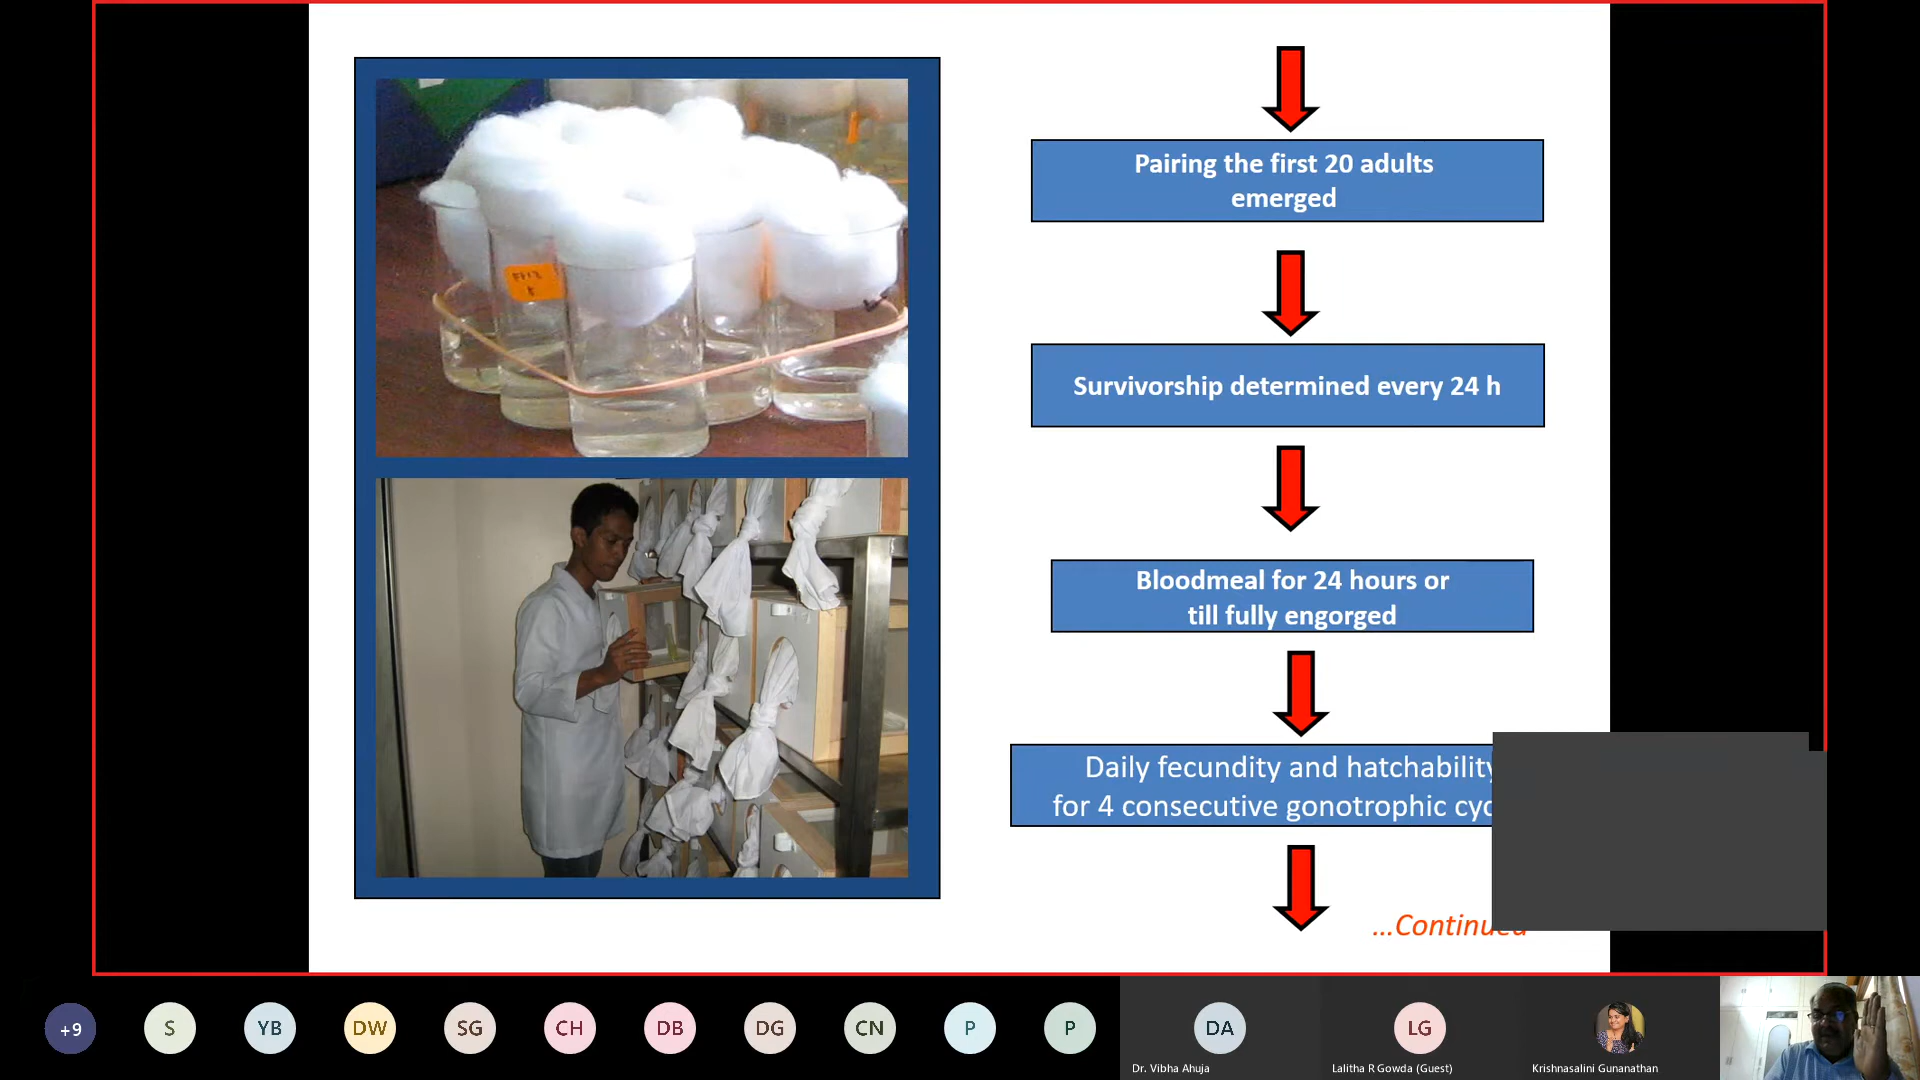 Pairing the first 20 adults
emerged
Survivorship determined every 24 h
Bloodmeal for 24 hours or
till fully engorged
Daily fecundity and hatchability
for 4 consecutive gonotrophic cyc
...Continued
+9
S
YB
DW
SG
CH
DB
DG
CN
P
P
DA
LG
Dr. Vibha Ahuja
Lalitha R Gowda (Guest)
Krishnasalini Gunanathan